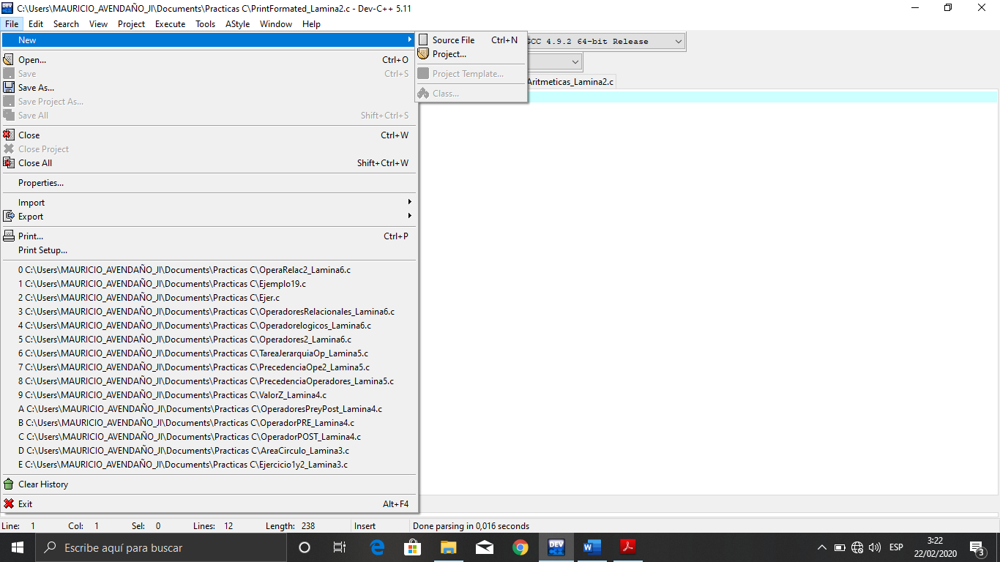 C:\Users\MAURICIO_AVENDAÑO_JI\Documents\Practicas C\PrintFormated_Lamina2.c - Dev-C++ 5.11
File Edit Search View Project Execute Tools AStyle Window Help
New
Source File Ctrl+N
Project...
Project Template...
Class...
GCC 4.9.2 64-bit Release
Aritmeticas_Lamina2.c
Open... Ctrl+O
Save Ctrl+S
Save As...
Save Project As...
Save All Shift+Ctrl+S
Close Ctrl+W
Close Project
Close All Shift+Ctrl+W
Properties...
Import
Export
Print... Ctrl+P
Print Setup...
0 C:\Users\MAURICIO_AVENDAÑO_JI\Documents\Practicas C\OperaRelac2_Lamina6.c
1 C:\Users\MAURICIO_AVENDAÑO_JI\Documents\Practicas C\Ejemplo19.c
2 C:\Users\MAURICIO_AVENDAÑO_JI\Documents\Practicas C\Ejer.c
3 C:\Users\MAURICIO_AVENDAÑO_JI\Documents\Practicas C\OperadoresRelacionales_Lamina6.c
4 C:\Users\MAURICIO_AVENDAÑO_JI\Documents\Practicas C\Operadorelogicos_Lamina6.c
5 C:\Users\MAURICIO_AVENDAÑO_JI\Documents\Practicas C\Operadores2_Lamina6.c
6 C:\Users\MAURICIO_AVENDAÑO_JI\Documents\Practicas C\TareaJerarquiaOp_Lamina5.c
7 C:\Users\MAURICIO_AVENDAÑO_JI\Documents\Practicas C\PrecedenciaOpe2_Lamina5.c
8 C:\Users\MAURICIO_AVENDAÑO_JI\Documents\Practicas C\PrecedenciaOperadores_Lamina5.c
9 C:\Users\MAURICIO_AVENDAÑO_JI\Documents\Practicas C\ValorZ_Lamina4.c
A C:\Users\MAURICIO_AVENDAÑO_JI\Documents\Practicas C\OperadoresPreyPost_Lamina4.c
B C:\Users\MAURICIO_AVENDAÑO_JI\Documents\Practicas C\OperadorPRE_Lamina4.c
C C:\Users\MAURICIO_AVENDAÑO_JI\Documents\Practicas C\OperadorPOST_Lamina4.c
D C:\Users\MAURICIO_AVENDAÑO_JI\Documents\Practicas C\AreaCirculo_Lamina3.c
E C:\Users\MAURICIO_AVENDAÑO_JI\Documents\Practicas C\Ejercicio1y2_Lamina3.c
Clear History
Exit Alt+F4
Line: 1 Col: 1 Sel: 0 Lines: 12 Length: 238 Insert Done parsing in 0,016 seconds
Escribe aquí para buscar
DEV
ESP
3:22
22/02/2020
3